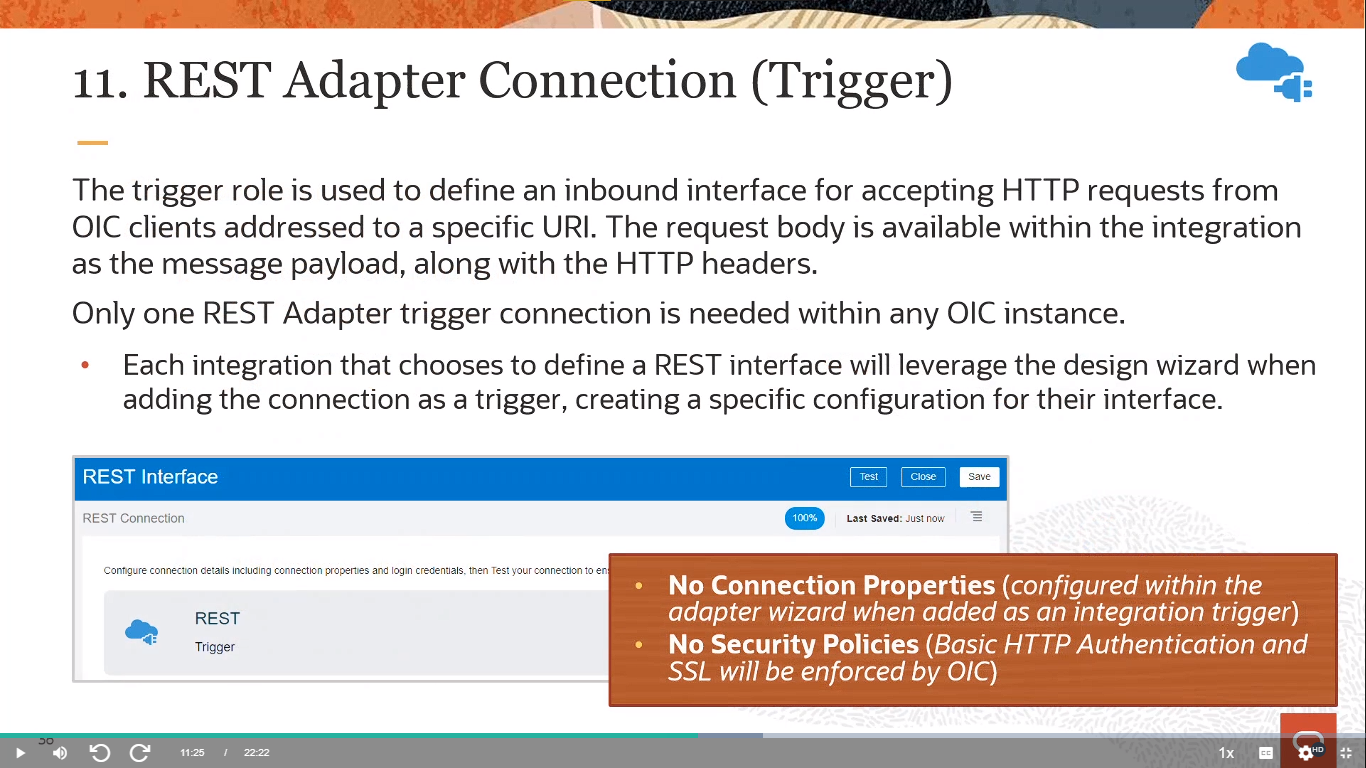 11. REST Adapter Connection (Trigger)
The trigger role is used to define an inbound interface for accepting HTTP requests from
OIC clients addressed to a specific URI. The request body is available within the integration
as the message payload, along with the HTTP headers.
Only one REST Adapter trigger connection is needed within any OIC instance.
• Each integration that chooses to define a REST interface will leverage the design wizard when
adding the connection as a trigger, creating a specific configuration for their interface.
REST Interface
Test Close Save
REST Connection
100% Last Saved: Just now
Configure connection details including connection properties and login credentials, then Test your connection to en
REST
Trigger
• No Connection Properties (configured within the
adapter wizard when added as an integration trigger)
• No Security Policies (Basic HTTP Authentication and
SSL will be enforced by OIC)
11:25 / 22:22
1x CC HD